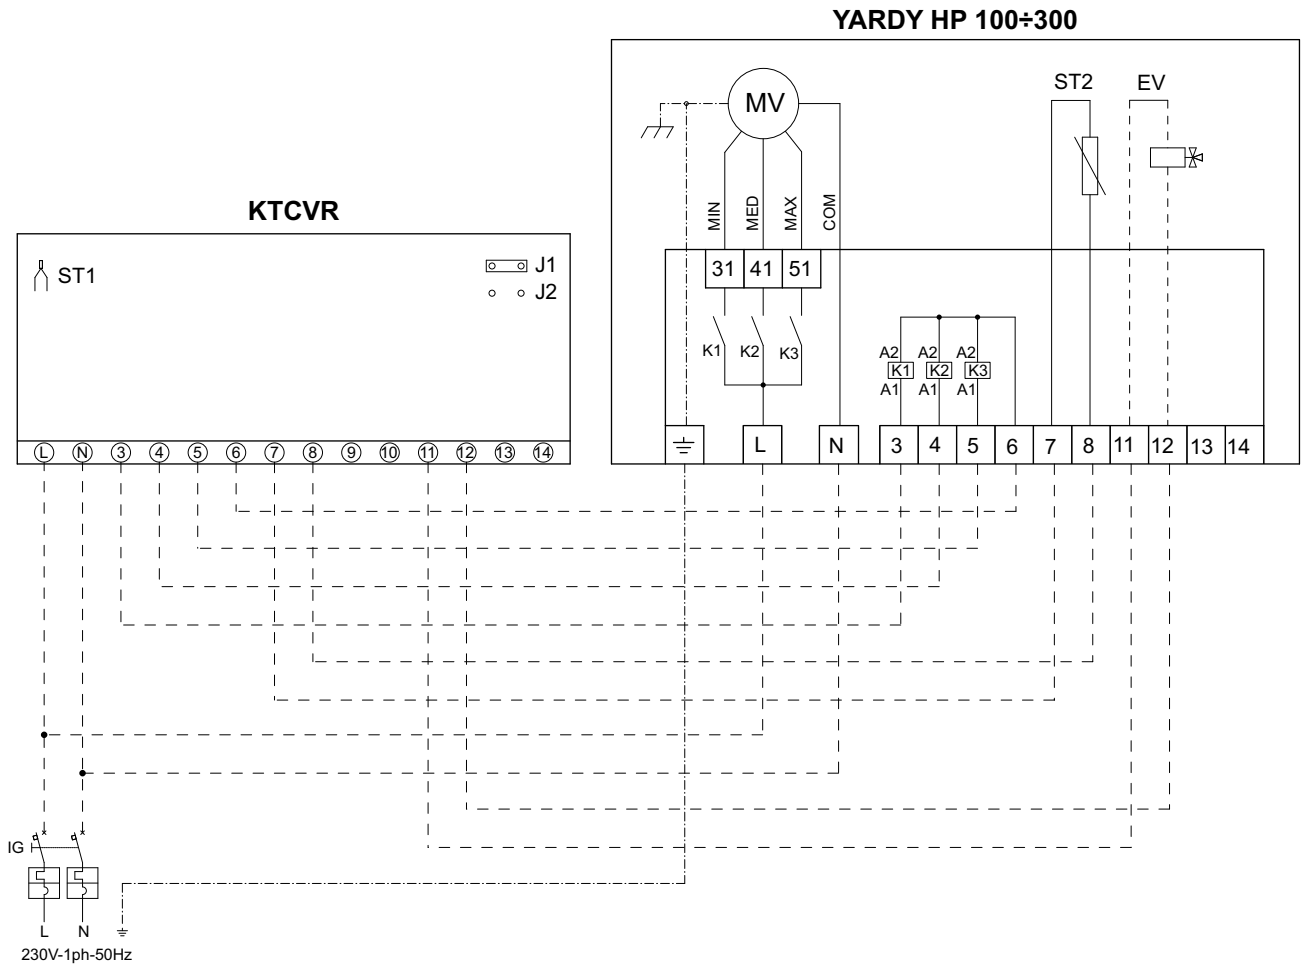 YARDY HP 100÷300
MV
ST2 EV
MIN MED MAX COM
KTCVR
ST1
J1
J2
31 41 51
K1 K2 K3
A2 A2 A2
K1 K2 K3
A1 A1 A1
L N 3 4 5 6 7 8 9 10 11 12 13 14
L N 3 4 5 6 7 8 11 12 13 14
IG
L N
230V-1ph-50Hz